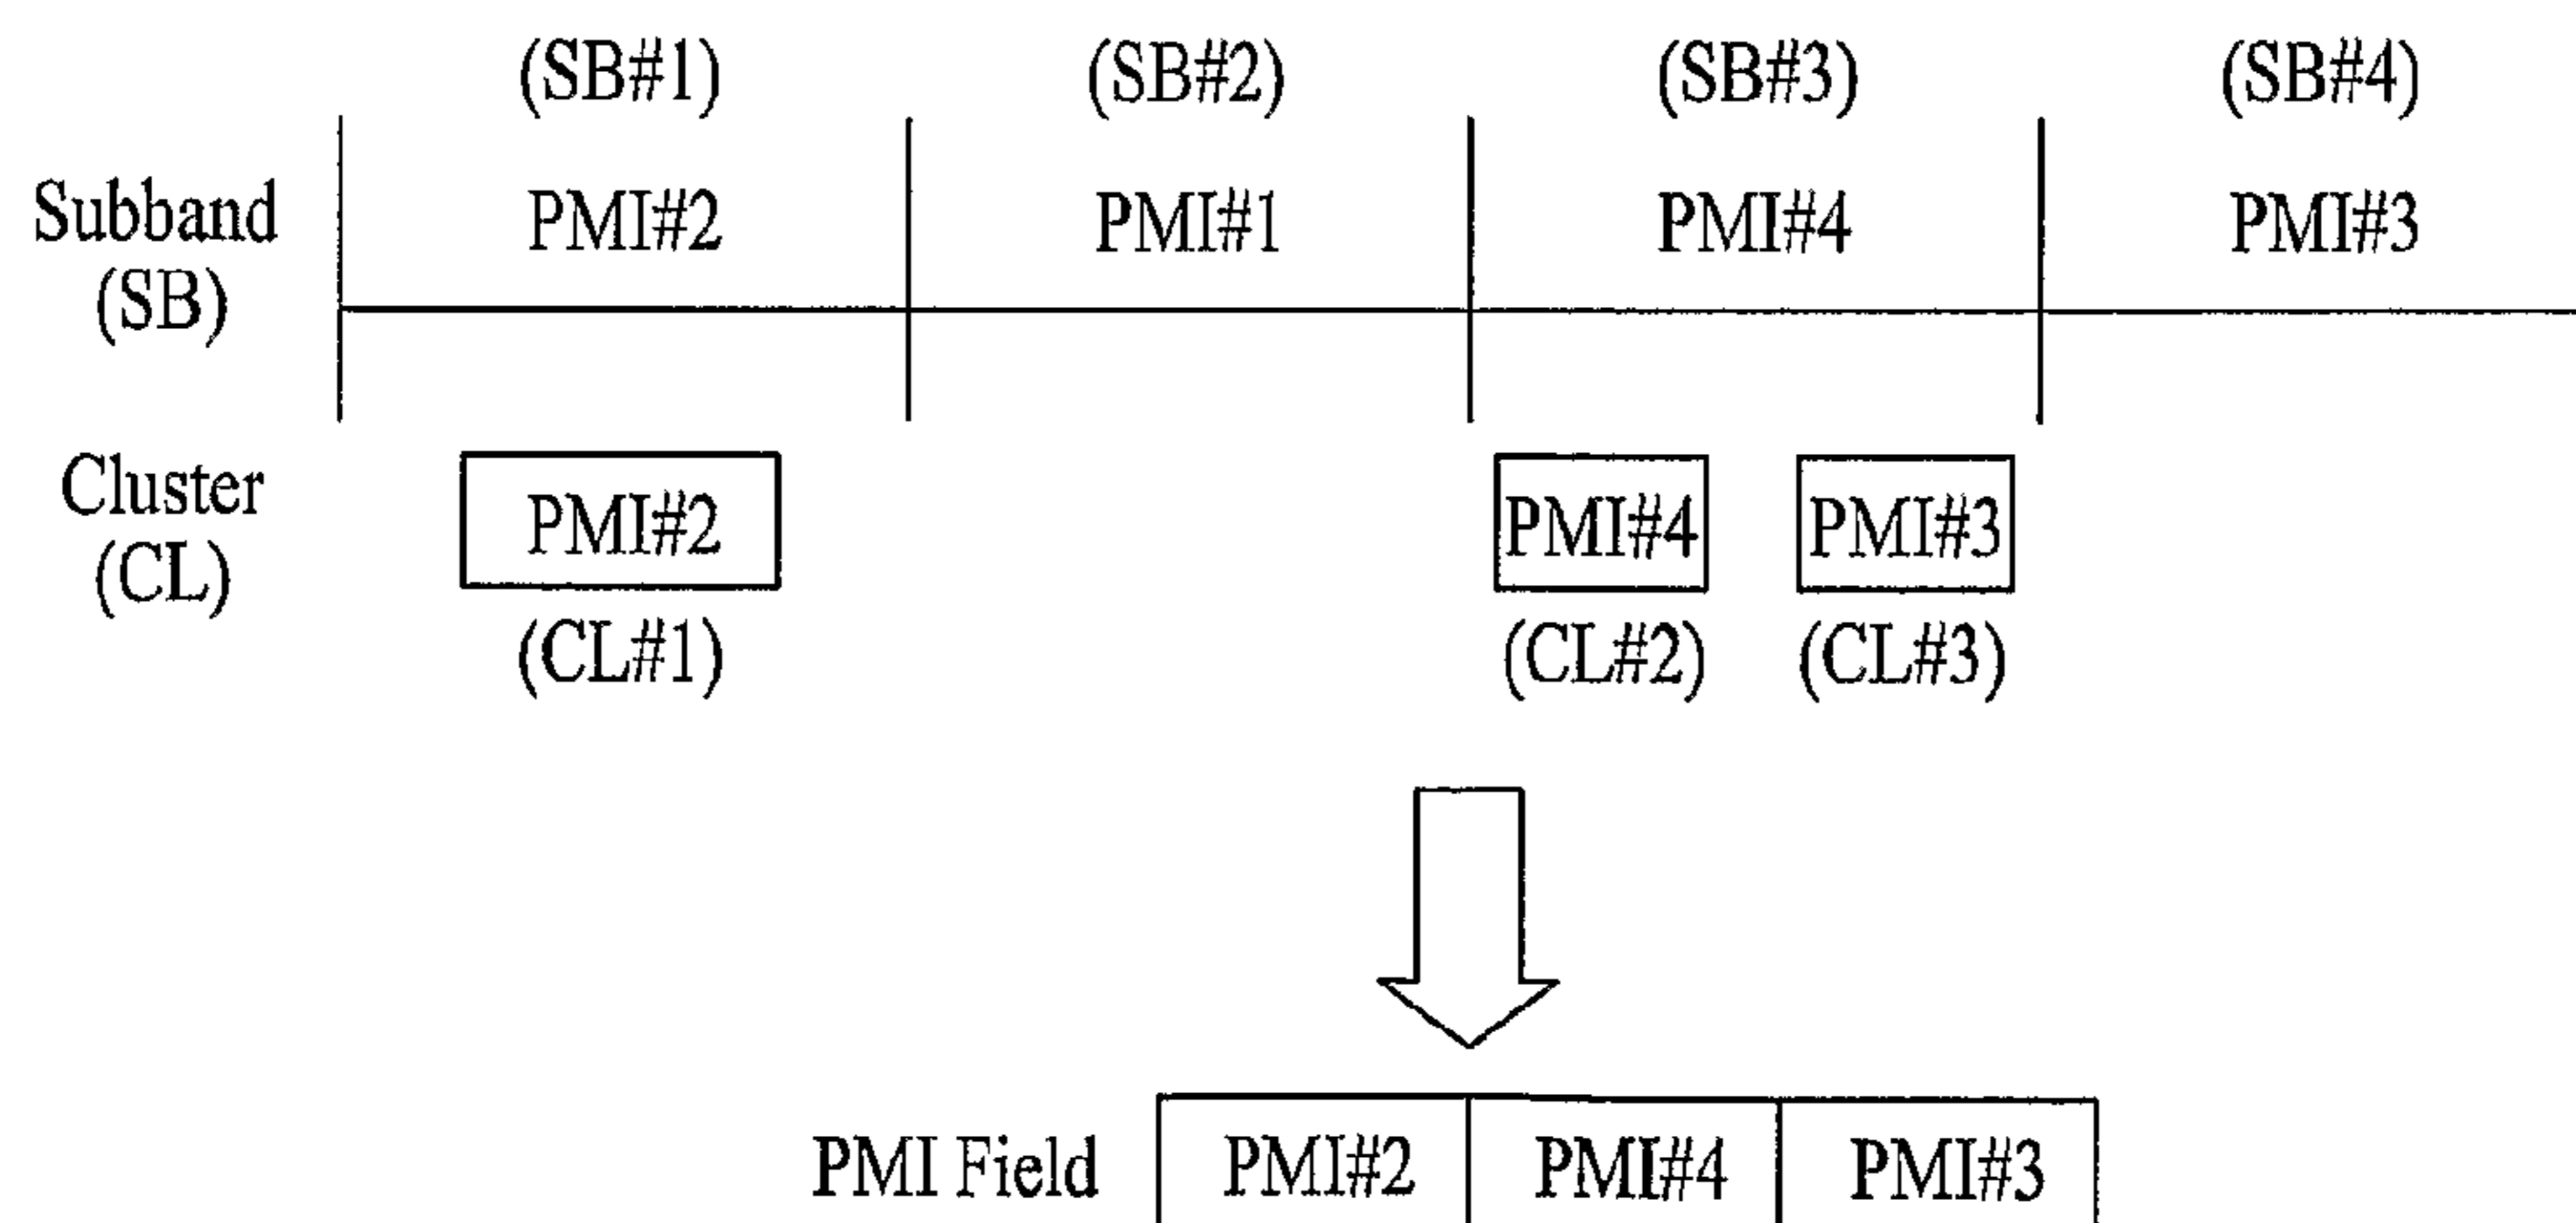 (SB#1) (SB#2) (SB#3) (SB#4)
Subband
(SB)
PMI#2 PMI#1 PMI#4 PMI#3
Cluster
(CL)
PMI#2 PMI#4 PMI#3
(CL#1) (CL#2) (CL#3)
PMI Field PMI#2 PMI#4 PMI#3